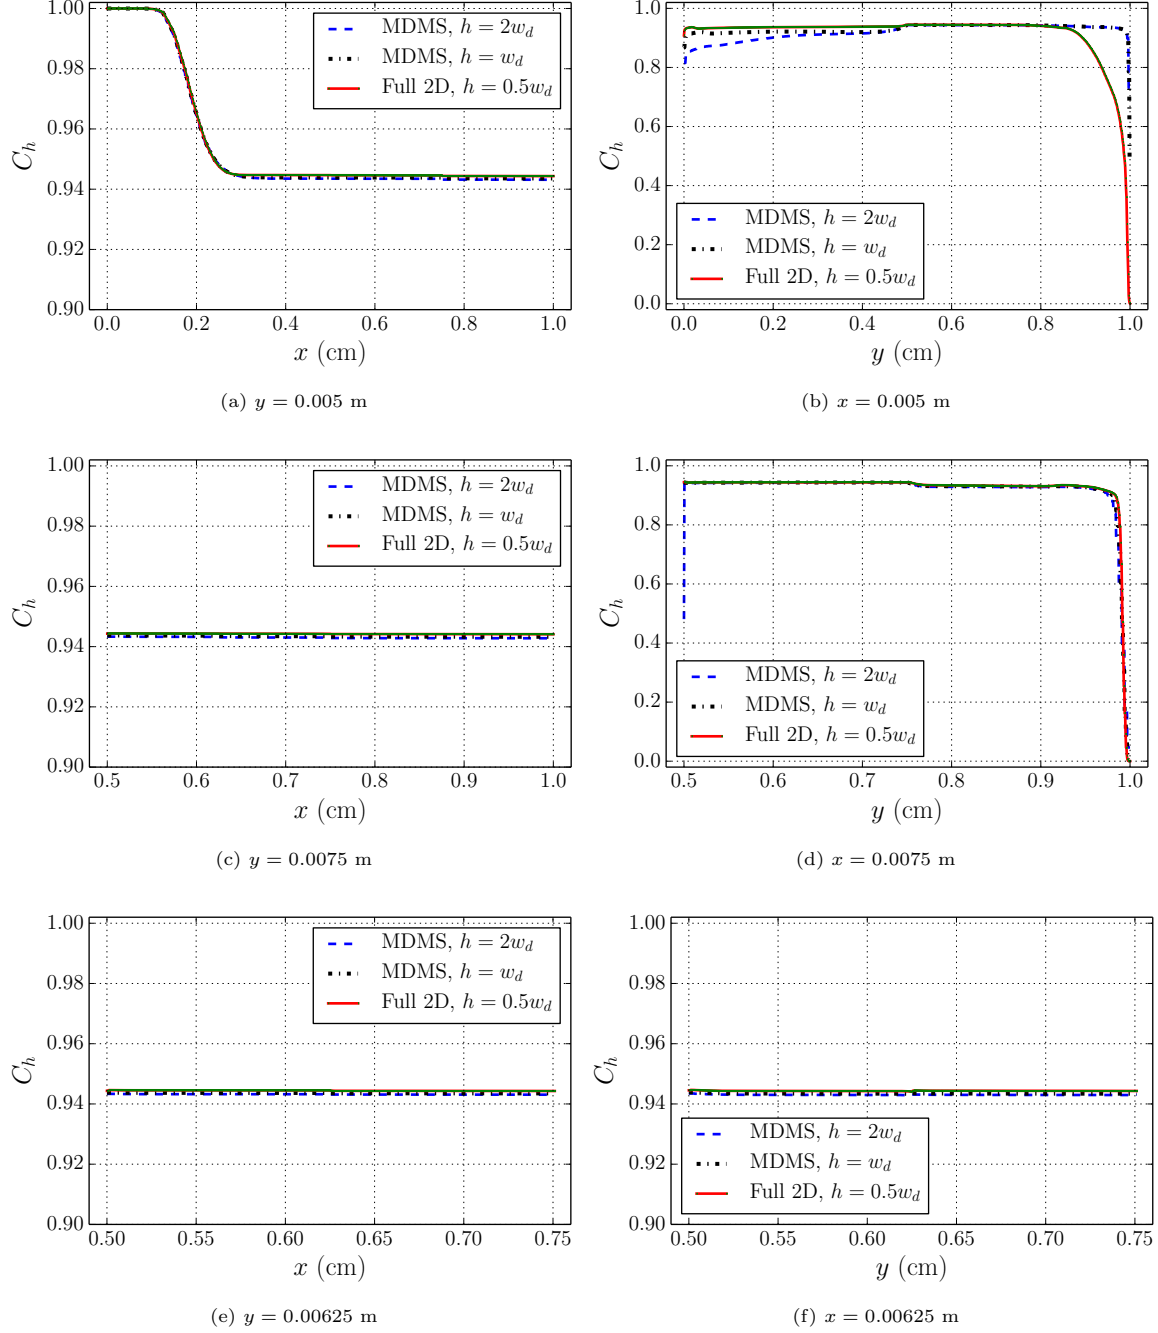 1.00
0.98
0.96
0.94
0.92
0.90
C_h
MDMS, h = 2w_d
MDMS, h = w_d
Full 2D, h = 0.5w_d
0.0 0.2 0.4 0.6 0.8 1.0
x (cm)
(a) y = 0.005 m
1.0
0.8
0.6
0.4
0.2
0.0
C_h
MDMS, h = 2w_d
MDMS, h = w_d
Full 2D, h = 0.5w_d
0.0 0.2 0.4 0.6 0.8 1.0
y (cm)
(b) x = 0.005 m
1.00
0.98
0.96
0.94
0.92
0.90
C_h
MDMS, h = 2w_d
MDMS, h = w_d
Full 2D, h = 0.5w_d
0.5 0.6 0.7 0.8 0.9 1.0
x (cm)
(c) y = 0.0075 m
1.0
0.8
0.6
0.4
0.2
0.0
C_h
MDMS, h = 2w_d
MDMS, h = w_d
Full 2D, h = 0.5w_d
0.5 0.6 0.7 0.8 0.9 1.0
y (cm)
(d) x = 0.0075 m
1.00
0.98
0.96
0.94
0.92
0.90
C_h
MDMS, h = 2w_d
MDMS, h = w_d
Full 2D, h = 0.5w_d
0.50 0.55 0.60 0.65 0.70 0.75
x (cm)
(e) y = 0.00625 m
1.00
0.98
0.96
0.94
0.92
0.90
C_h
MDMS, h = 2w_d
MDMS, h = w_d
Full 2D, h = 0.5w_d
0.50 0.55 0.60 0.65 0.70 0.75
y (cm)
(f) x = 0.00625 m